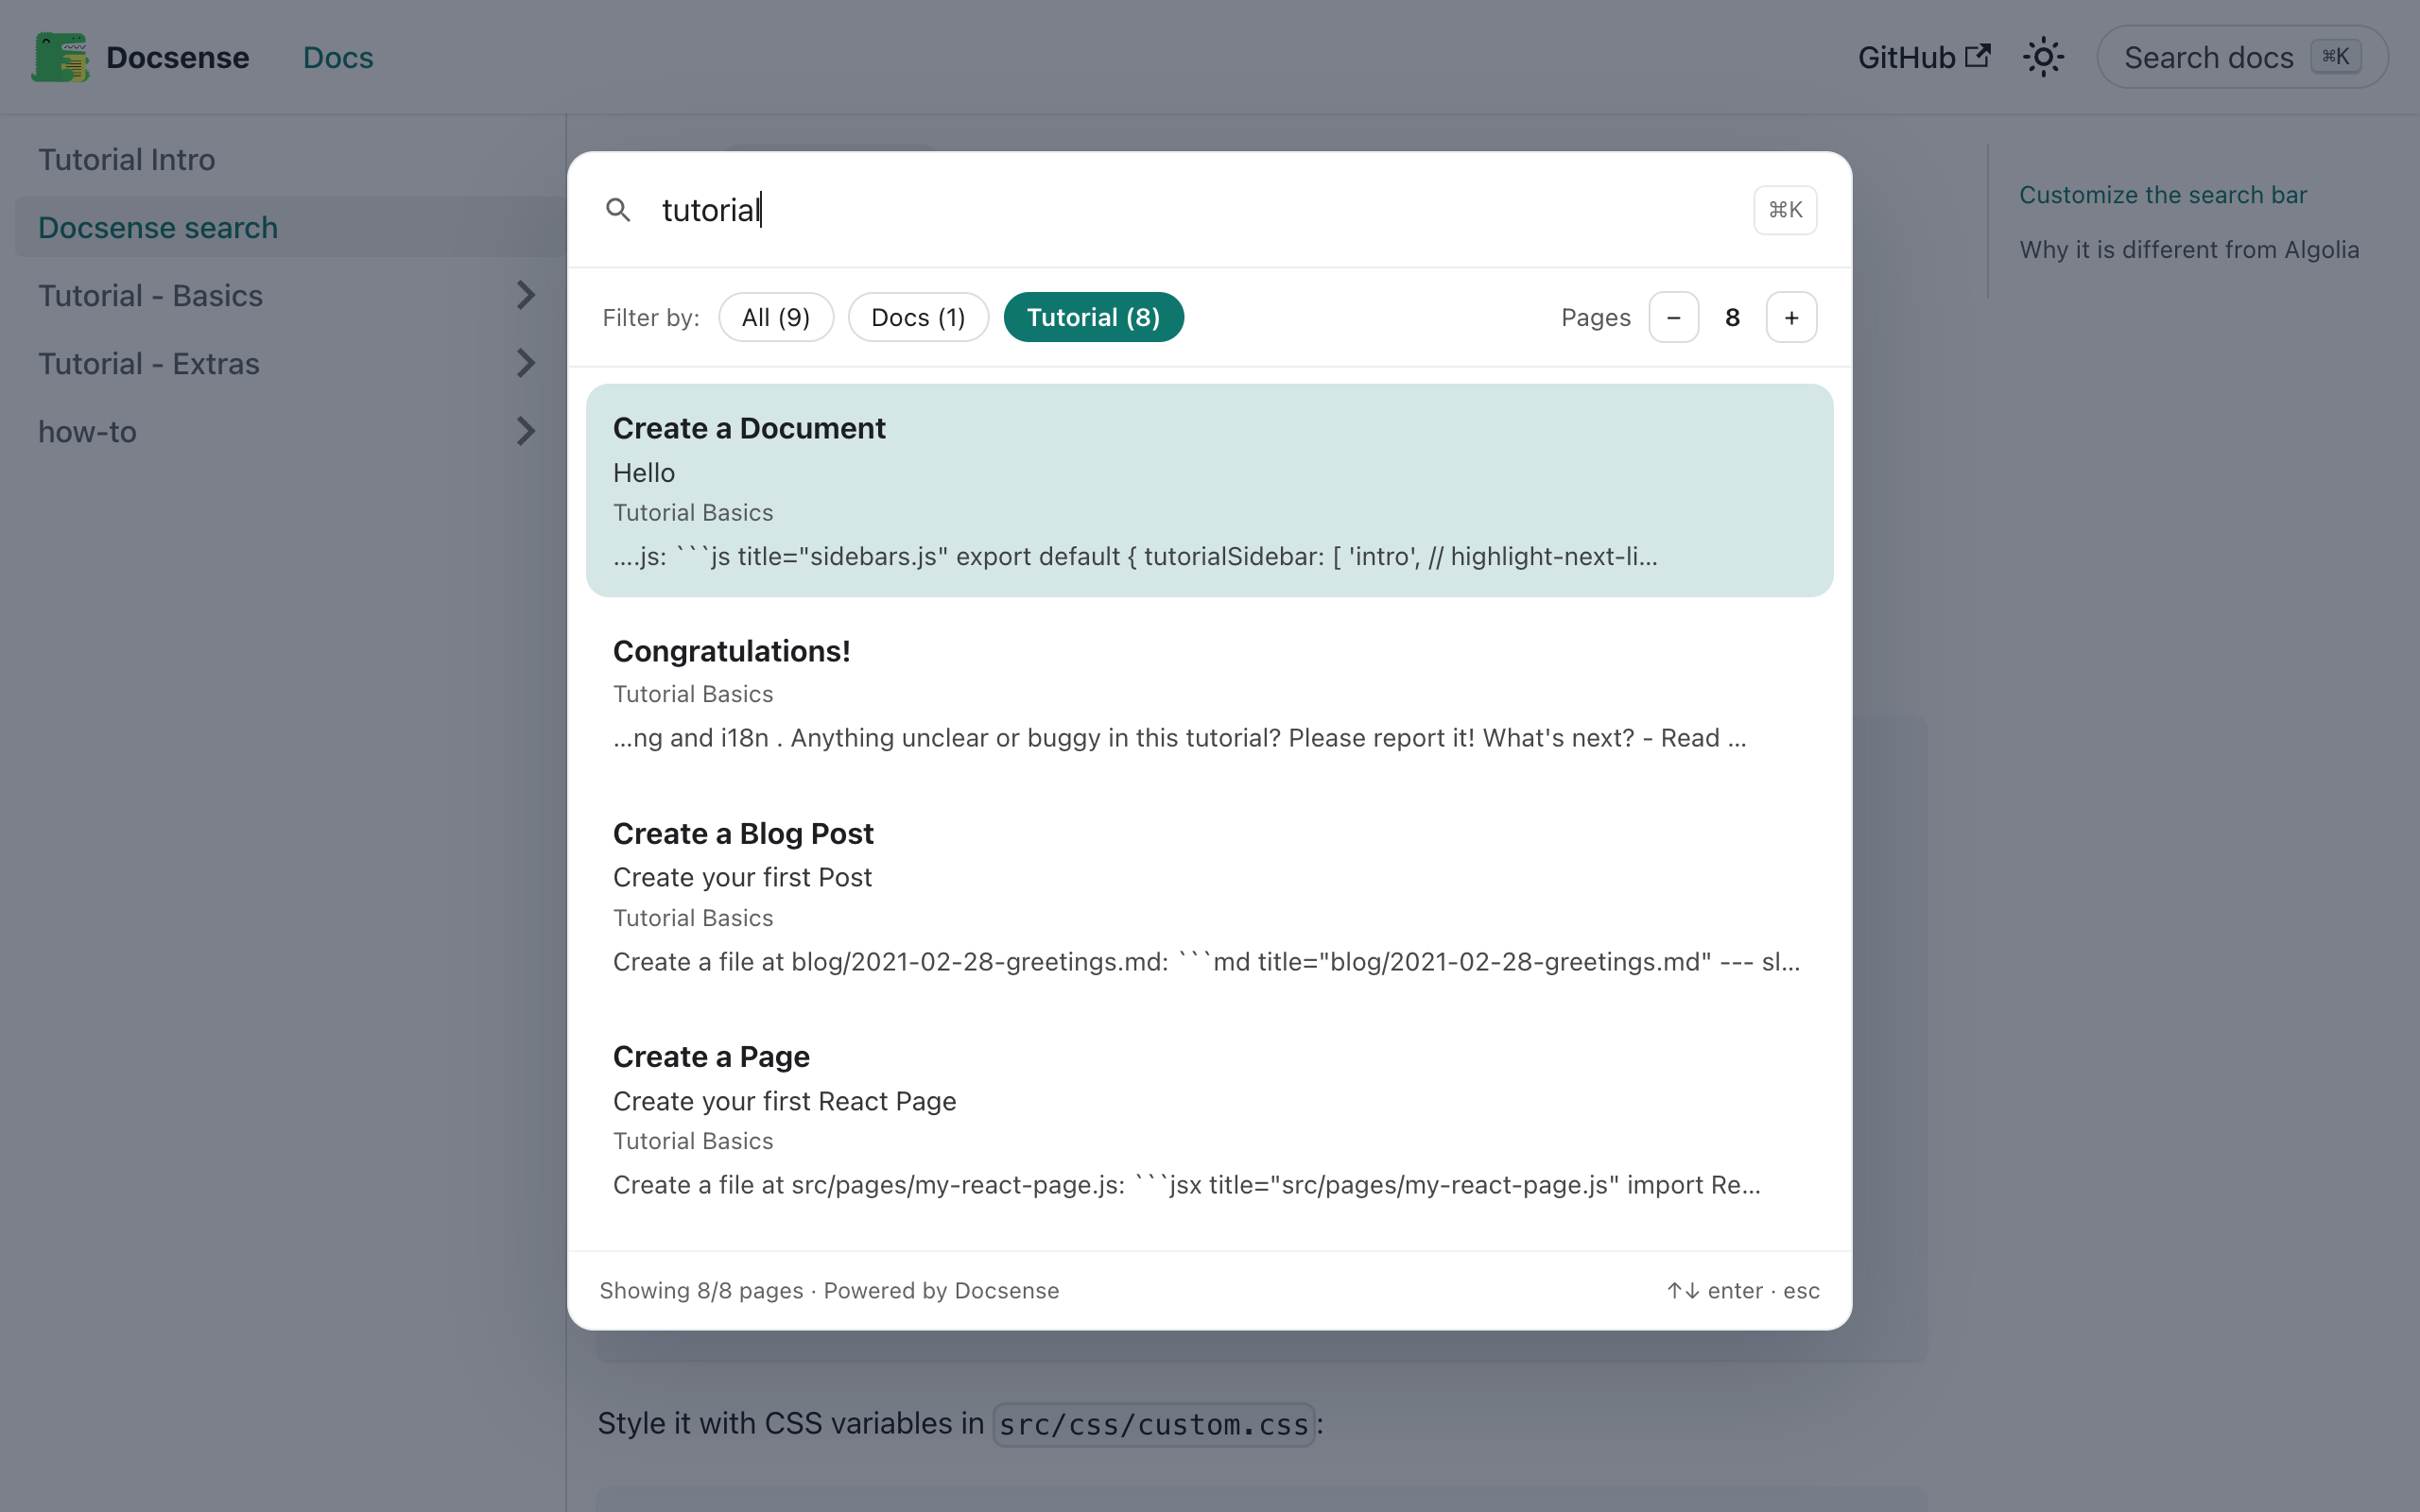 Docsense Docs GitHub Search docs ⌘K
Tutorial Intro
Docsense search
Tutorial - Basics
Tutorial - Extras
how-to
tutorial ⌘K
Filter by: All (9) Docs (1) Tutorial (8) Pages − 8 +
Create a Document
Hello
Tutorial Basics
....js: ```js title="sidebars.js" export default { tutorialSidebar: [ 'intro', // highlight-next-li...
Congratulations!
Tutorial Basics
...ng and i18n . Anything unclear or buggy in this tutorial? Please report it! What's next? - Read ...
Create a Blog Post
Create your first Post
Tutorial Basics
Create a file at blog/2021-02-28-greetings.md: ```md title="blog/2021-02-28-greetings.md" --- sl...
Create a Page
Create your first React Page
Tutorial Basics
Create a file at src/pages/my-react-page.js: ```jsx title="src/pages/my-react-page.js" import Re...
Showing 8/8 pages · Powered by Docsense ↑↓ enter · esc
Style it with CSS variables in src/css/custom.css:
Customize the search bar
Why it is different from Algolia